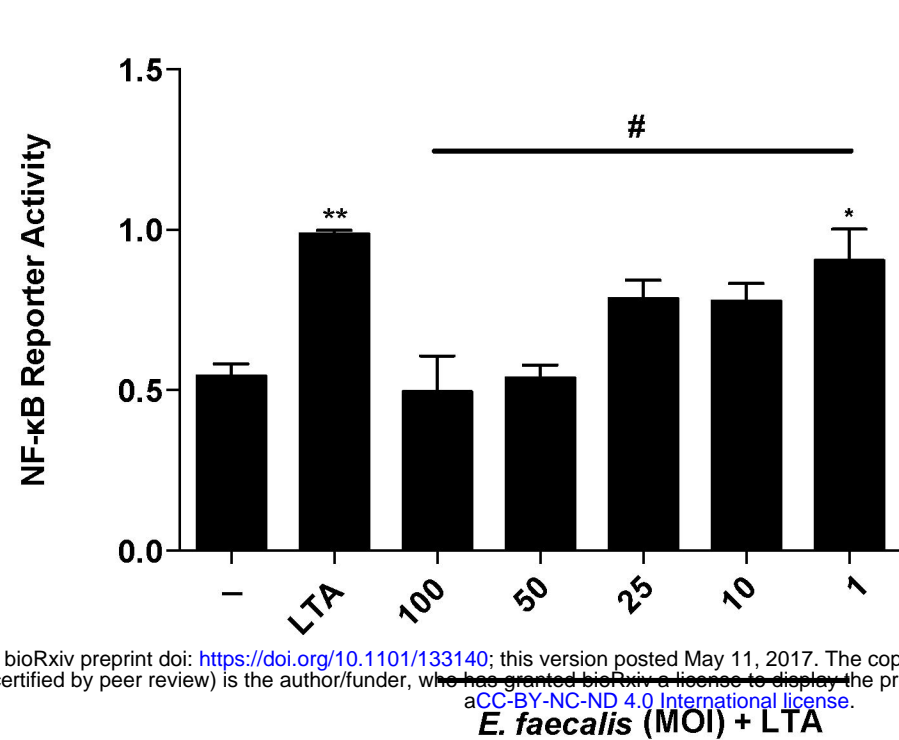 1.5
#
**
*
1.0
NF-κB Reporter Activity
0.5
0.0
– LTA 100 50 25 10 1
bioRxiv preprint doi: https://doi.org/10.1101/133140; this version posted May 11, 2017. The cop
certified by peer review) is the author/funder, who has granted bioRxiv a license to display the pr
aCC-BY-NC-ND 4.0 International license.
E. faecalis (MOI) + LTA